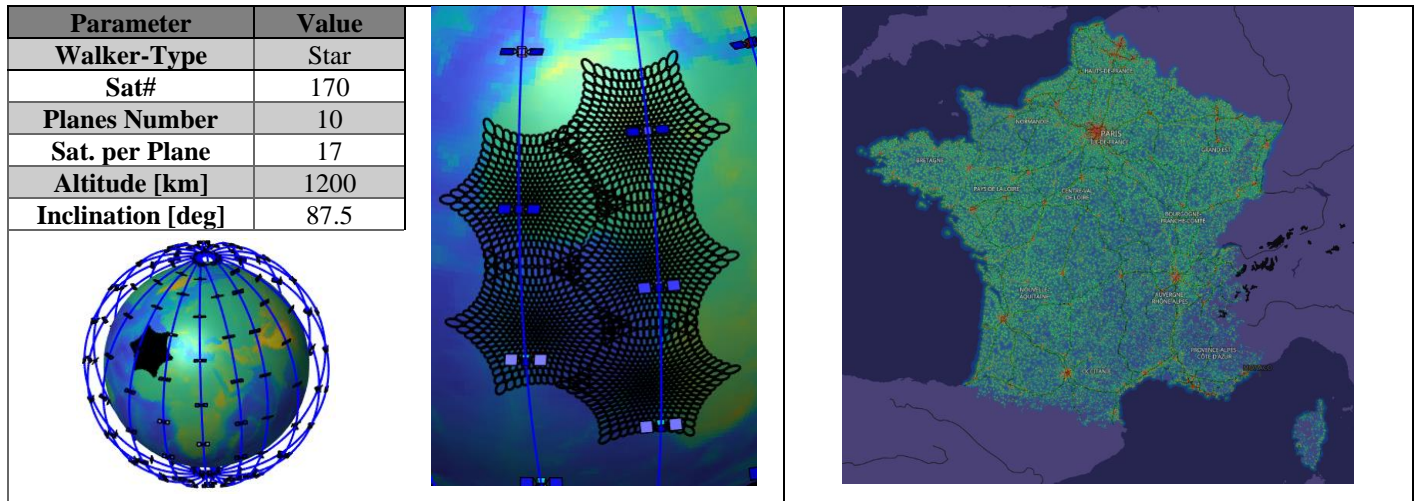 Parameter Value
Walker-Type Star
Sat# 170
Planes Number 10
Sat. per Plane 17
Altitude [km] 1200
Inclination [deg] 87.5
HAUTS-DE-FRANCE
NORMANDIE
PARIS
ILE-DE-FRANCE
GRAND EST
BRETAGNE
PAYS DE LA LOIRE
CENTRE-VAL
DE LOIRE
BOURGOGNE-
FRANCHE-COMTÉ
NOUVELLE-
AQUITAINE
AUVERGNE-
RHÔNE-ALPES
PROVENCE-ALPES-
CÔTE D'AZUR
OCCITANIE